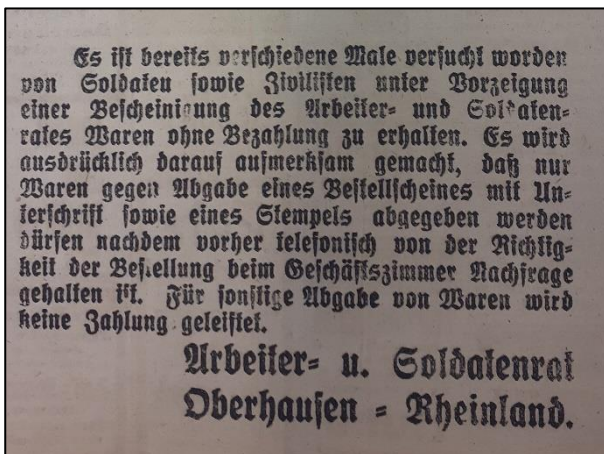 Es ist bereits verschiedene Male versucht worden
von Soldaten sowie Zivilisten unter Vorzeigung
einer Bescheinigung des Arbeiter- und Soldaten-
rates Waren ohne Bezahlung zu erhalten. Es wird
ausdrücklich darauf aufmerksam gemacht, daß nur
Waren gegen Abgabe eines Bestellscheines mit Un-
terschrift sowie eines Stempels abgegeben werden
dürfen nachdem vorher telefonisch von der Richtig-
keit der Bestellung beim Geschäftszimmer Nachfrage
gehalten ist. Für sonstige Abgabe von Waren wird
keine Zahlung geleistet.
Arbeiter- u. Soldatenrat
Oberhausen - Rheinland.